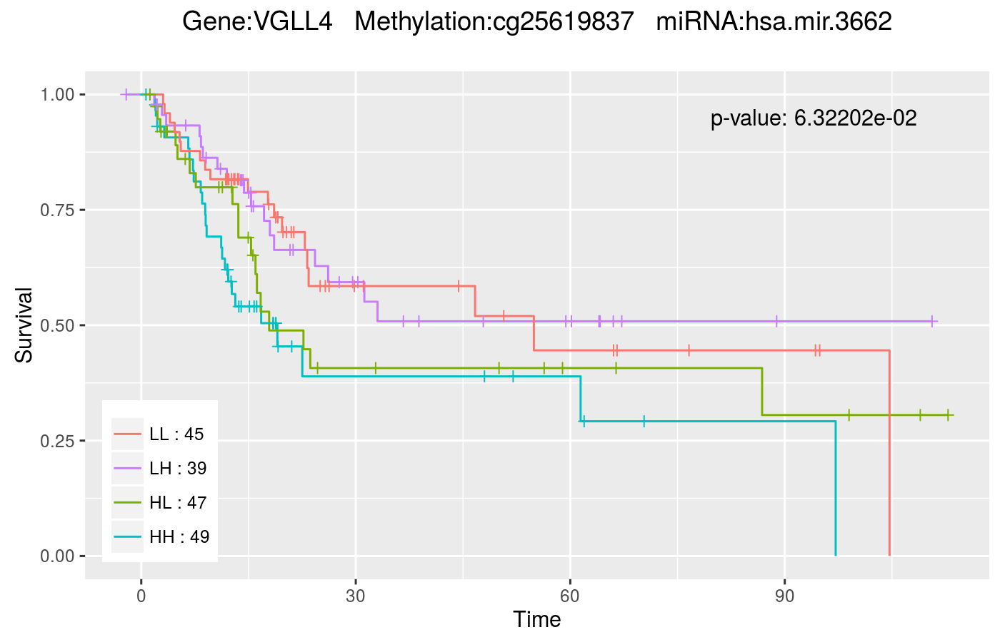 Gene:VGLL4 Methylation:cg25619837 miRNA:hsa.mir.3662
p-value: 6.32202e-02
Survival
1.00
0.75
0.50
0.25
0.00
LL : 45
LH : 39
HL : 47
HH : 49
0 30 60 90
Time